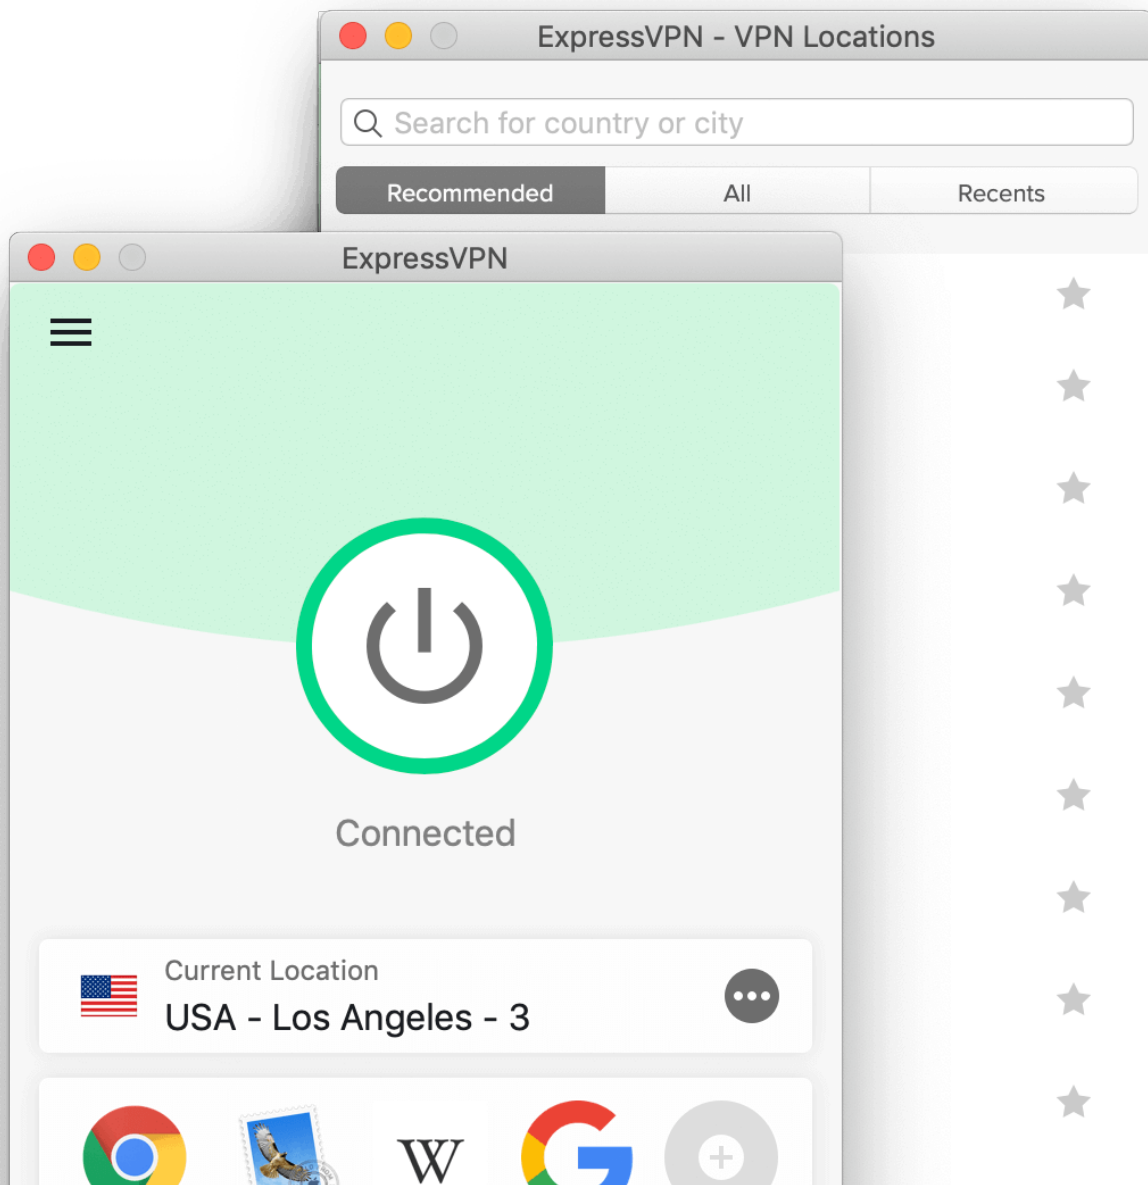 ExpressVPN - VPN Locations
Search for country or city
Recommended
All
Recents
ExpressVPN
Connected
Current Location
USA - Los Angeles - 3
W
G